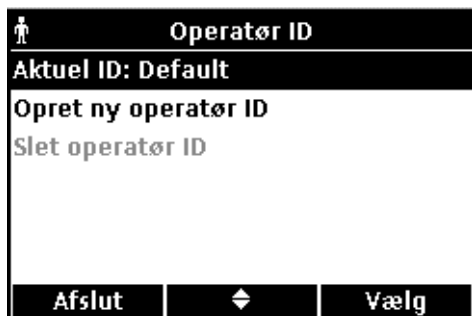 Operatør ID
Aktuel ID: Default
Opret ny operatør ID
Slet operatør ID
Afslut Vælg